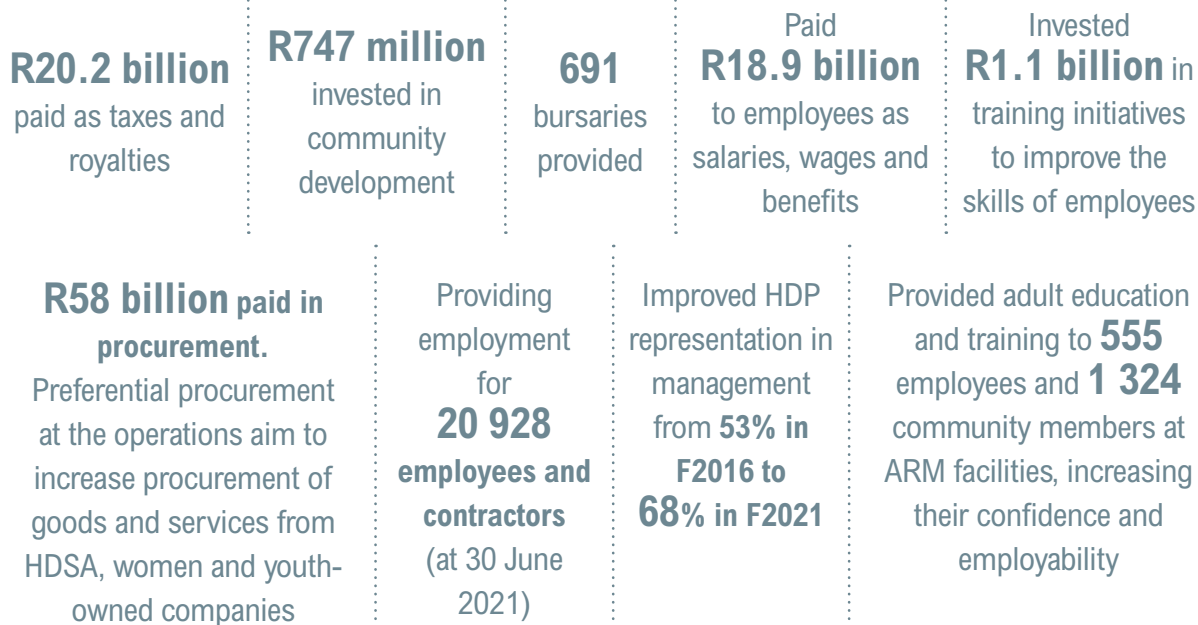 R20.2 billion
paid as taxes and
royalties
R747 million
invested in
community
development
691
bursaries
provided
Paid
R18.9 billion
to employees as
salaries, wages and
benefits
Invested
R1.1 billion in
training initiatives
to improve the
skills of employees
R58 billion paid in
procurement.
Preferential procurement
at the operations aim to
increase procurement of
goods and services from
HDSA, women and youth-
owned companies
Providing
employment
for
20 928
employees and
contractors
(at 30 June
2021)
Improved HDP
representation in
management
from 53% in
F2016 to
68% in F2021
Provided adult education
and training to 555
employees and 1 324
community members at
ARM facilities, increasing
their confidence and
employability